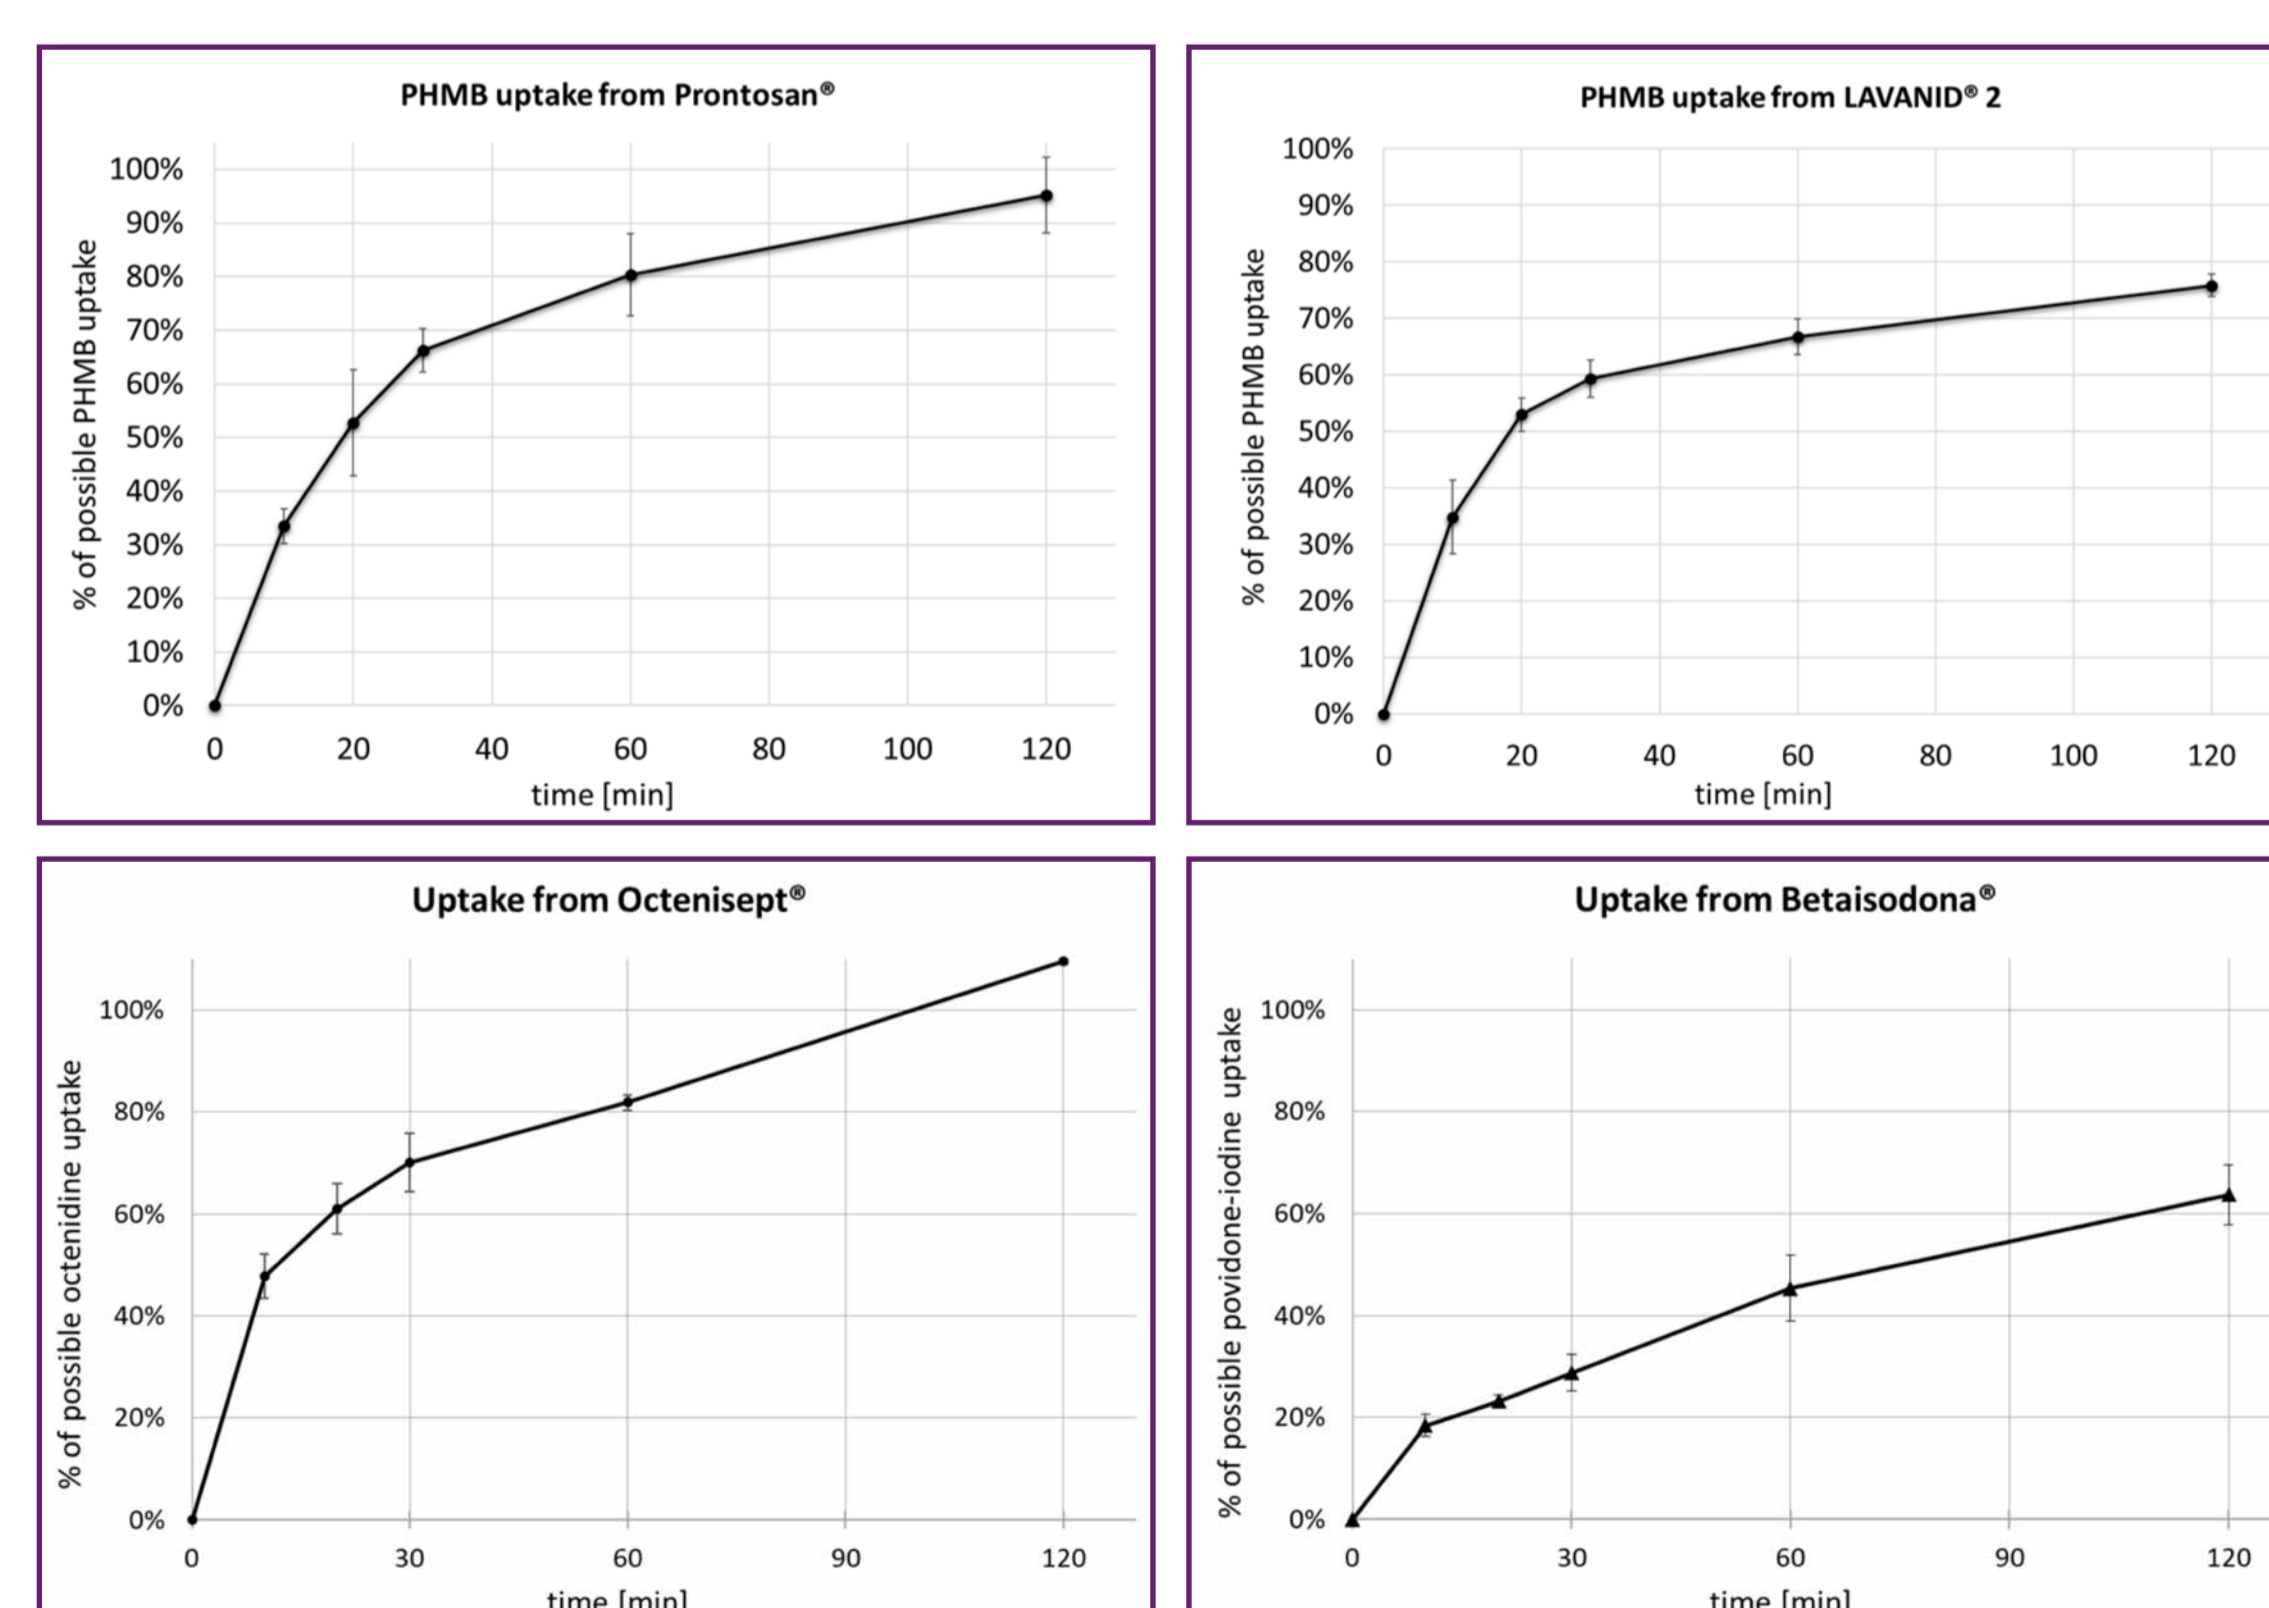 PHMB uptake from Prontosan®
% of possible PHMB uptake
100%
90%
80%
70%
60%
50%
40%
30%
20%
10%
0%
0 20 40 60 80 100 120
time [min]
PHMB uptake from LAVANID® 2
% of possible PHMB uptake
100%
90%
80%
70%
60%
50%
40%
30%
20%
10%
0%
0 20 40 60 80 100 120
time [min]
Uptake from Octenisept®
% of possible octenidine uptake
100%
80%
60%
40%
20%
0%
0 30 60 90 120
time [min]
Uptake from Betaisodona®
% of possible povidone-iodine uptake
100%
80%
60%
40%
20%
0%
0 30 60 90 120
time [min]